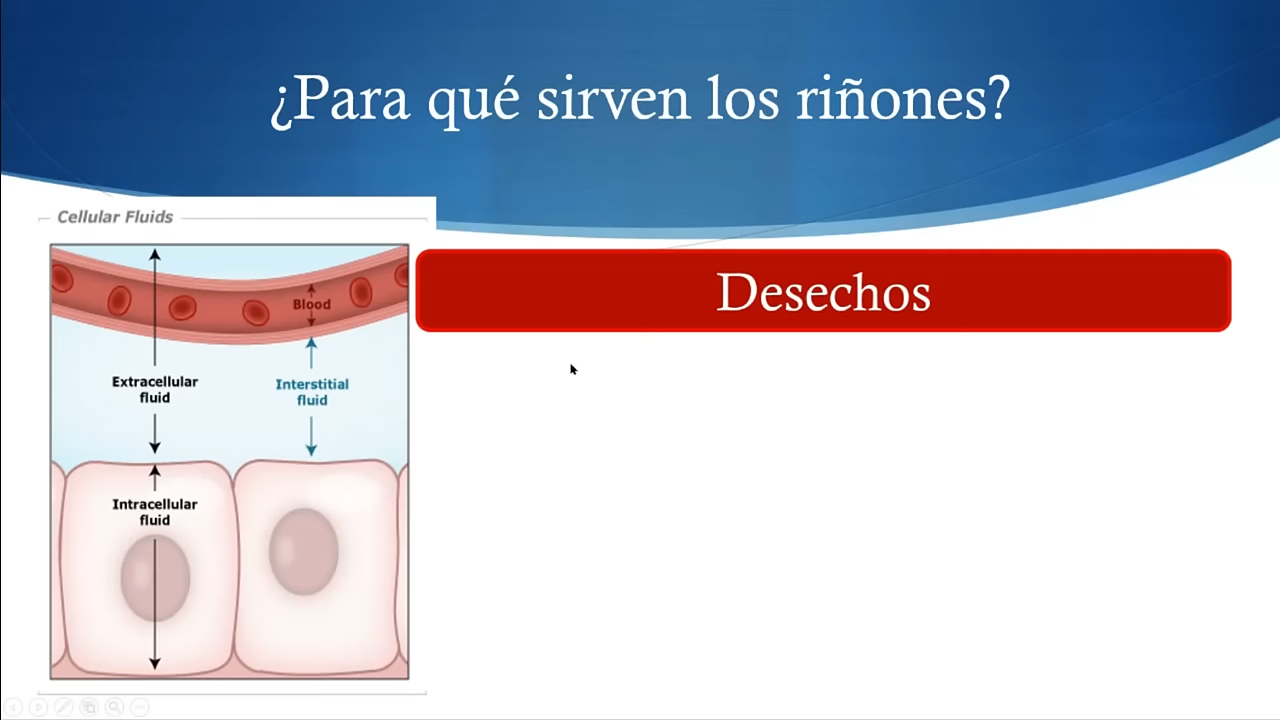 ¿Para qué sirven los riñones?
Cellular Fluids
Desechos
Blood
Extracellular
fluid
Interstitial
fluid
Intracellular
fluid